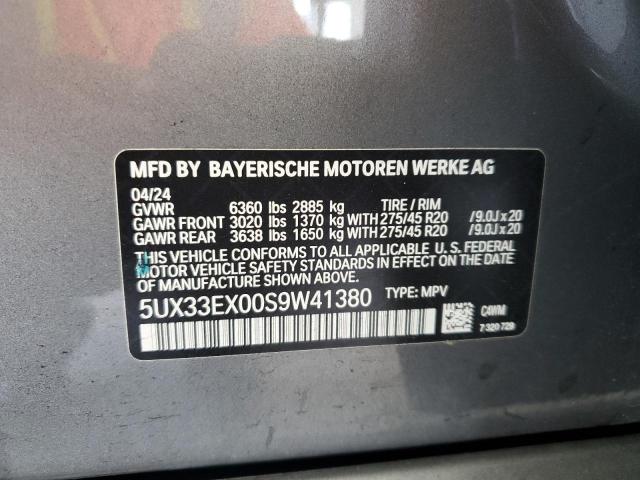 MFD BY BAYERISCHE MOTOREN WERKE AG
04/24
GVWR 6360 lbs 2885 kg TIRE / RIM
GAWR FRONT 3020 lbs 1370 kg WITH 275/45 R20 /9.0J x 20
GAWR REAR 3638 lbs 1650 kg WITH 275/45 R20 /9.0J x 20
THIS VEHICLE CONFORMS TO ALL APPLICABLE U.S. FEDERAL
MOTOR VEHICLE SAFETY STANDARDS IN EFFECT ON THE DATE
OF MANUFACTURE SHOWN ABOVE.
5UX33EX00S9W41380 TYPE: MPV
C4WM
7 320 729